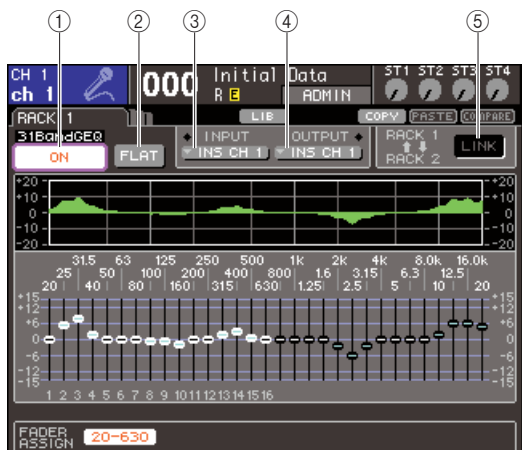 ① ② ③ ④ ⑤
CH 1
ch 1
000 Initial Data
R E ADMIN
ST1 ST2 ST3 ST4
RACK 1
LIB COPY PASTE COMPARE
31BandGEQ
ON FLAT
INPUT OUTPUT
INS CH 1 INS CH 1
RACK 1
RACK 2
LINK
+20 +20
+10 +10
0 0
-10 -10
-20 -20
31.5 63 125 250 500 1k 2k 4k 8.0k 16.0k
25 50 100 200 400 800 1.6 3.15 6.3 12.5
20 40 80 160 315 630 1.25 2.5 5 10 20
+15 +15
+12 +12
+6 +6
0 0
-6 -6
-12 -12
-15 -15
1 2 3 4 5 6 7 8 9 10 11 12 13 14 15 16
FADER
ASSIGN
20-630